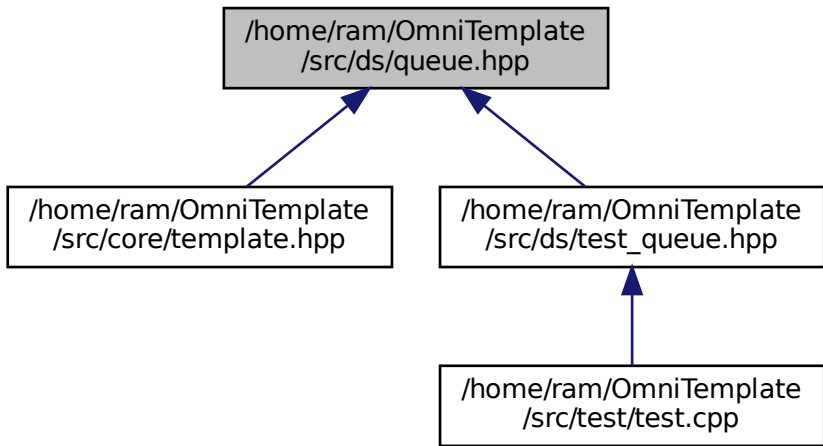 /home/ram/OmniTemplate
/src/ds/queue.hpp
/home/ram/OmniTemplate
/src/core/template.hpp
/home/ram/OmniTemplate
/src/ds/test_queue.hpp
/home/ram/OmniTemplate
/src/test/test.cpp